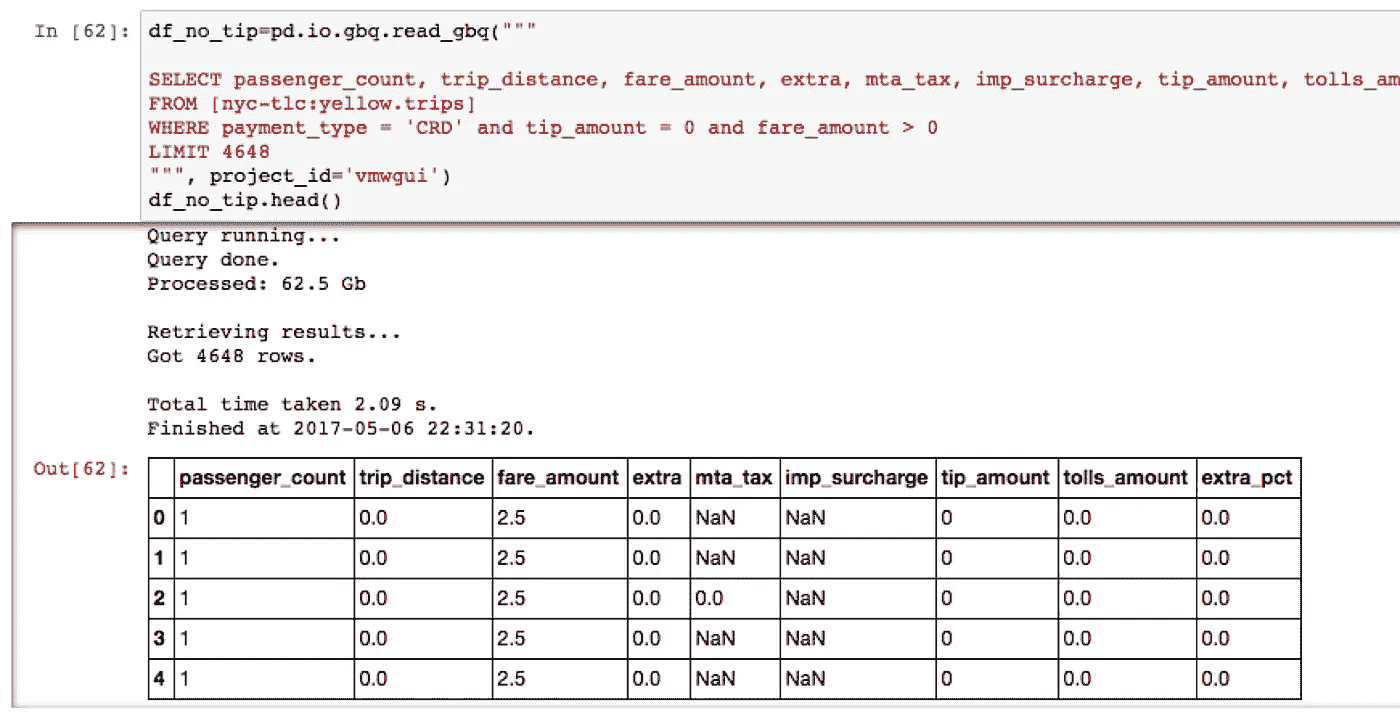 In [62]: df_no_tip=pd.io.gbq.read_gbq("""
SELECT passenger_count, trip_distance, fare_amount, extra, mta_tax, imp_surcharge, tip_amount, tolls_am
FROM [nyc-tlc:yellow.trips]
WHERE payment_type = 'CRD' and tip_amount = 0 and fare_amount > 0
LIMIT 4648
""", project_id='vmwgui')
df_no_tip.head()
Query running...
Query done.
Processed: 62.5 Gb
Retrieving results...
Got 4648 rows.
Total time taken 2.09 s.
Finished at 2017-05-06 22:31:20.
Out[62]:
passenger_count trip_distance fare_amount extra mta_tax imp_surcharge tip_amount tolls_amount extra_pct
0 1 0.0 2.5 0.0 NaN NaN 0 0.0 0.0
1 1 0.0 2.5 0.0 NaN NaN 0 0.0 0.0
2 1 0.0 2.5 0.0 0.0 NaN 0 0.0 0.0
3 1 0.0 2.5 0.0 NaN NaN 0 0.0 0.0
4 1 0.0 2.5 0.0 NaN NaN 0 0.0 0.0